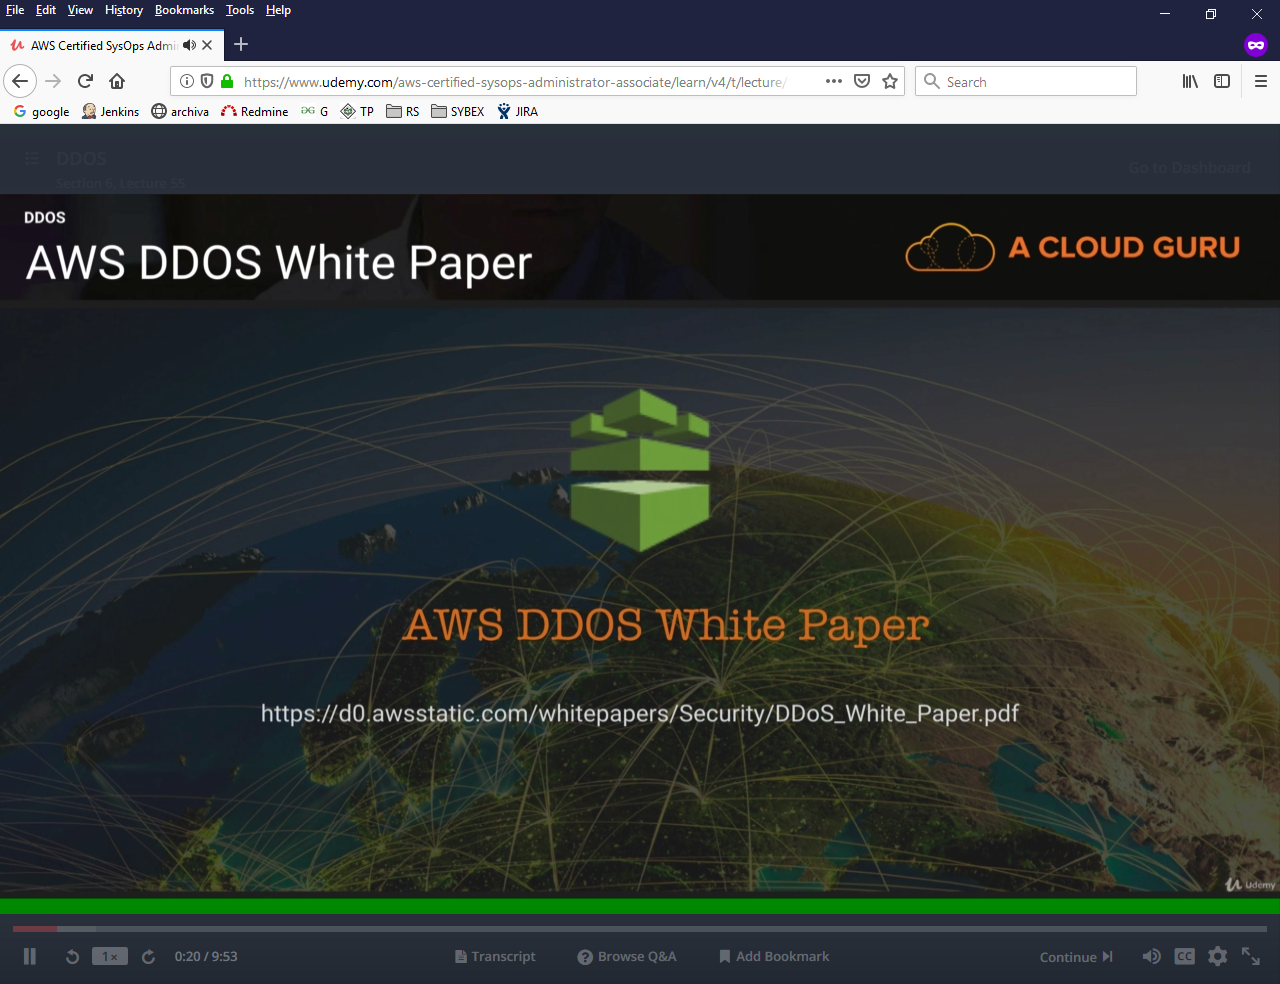 File Edit View History Bookmarks Tools Help
AWS Certified SysOps Admi
https://www.udemy.com/aws-certified-sysops-administrator-associate/learn/v4/t/lecture/
Search
google Jenkins archiva Redmine G TP RS SYBEX JIRA
DDOS
Section 6, Lecture 55
Go to Dashboard
DDOS
AWS DDOS White Paper
A CLOUD GURU
AWS DDOS White Paper
https://d0.awsstatic.com/whitepapers/Security/DDoS_White_Paper.pdf
Udemy
1x 0:20 / 9:53 Transcript Browse Q&A Add Bookmark Continue CC